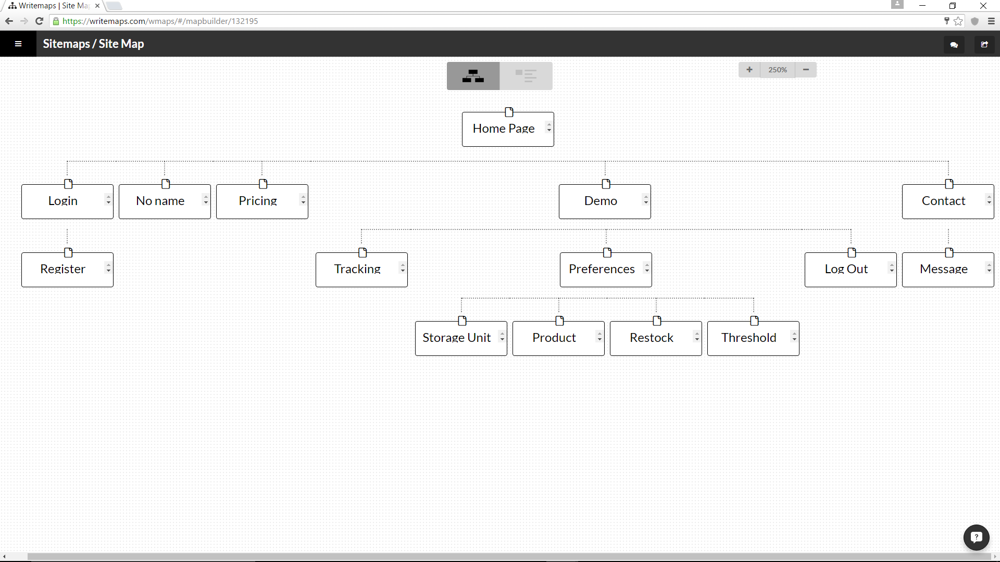 Writemaps | Site Map
https://writemaps.com/wmaps/#/mapbuilder/132195
Sitemaps / Site Map
250%
Home Page
Login No name Pricing Demo Contact
Register Tracking Preferences Log Out Message
Storage Unit Product Restock Threshold